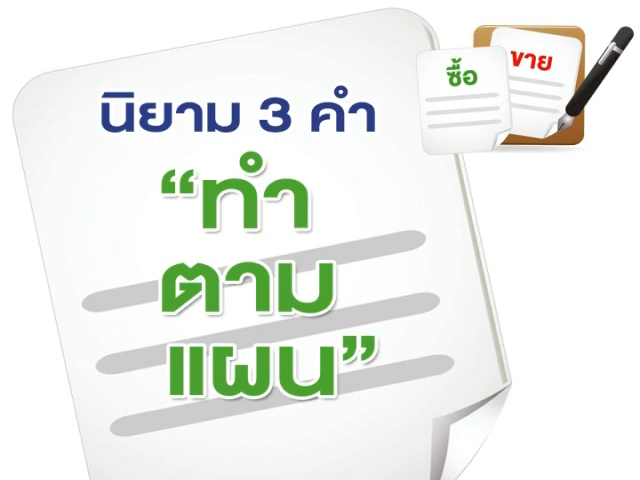 ซื้อ
ขาย
นิยาม 3 คำ
“ทำ
ตาม
แผน”